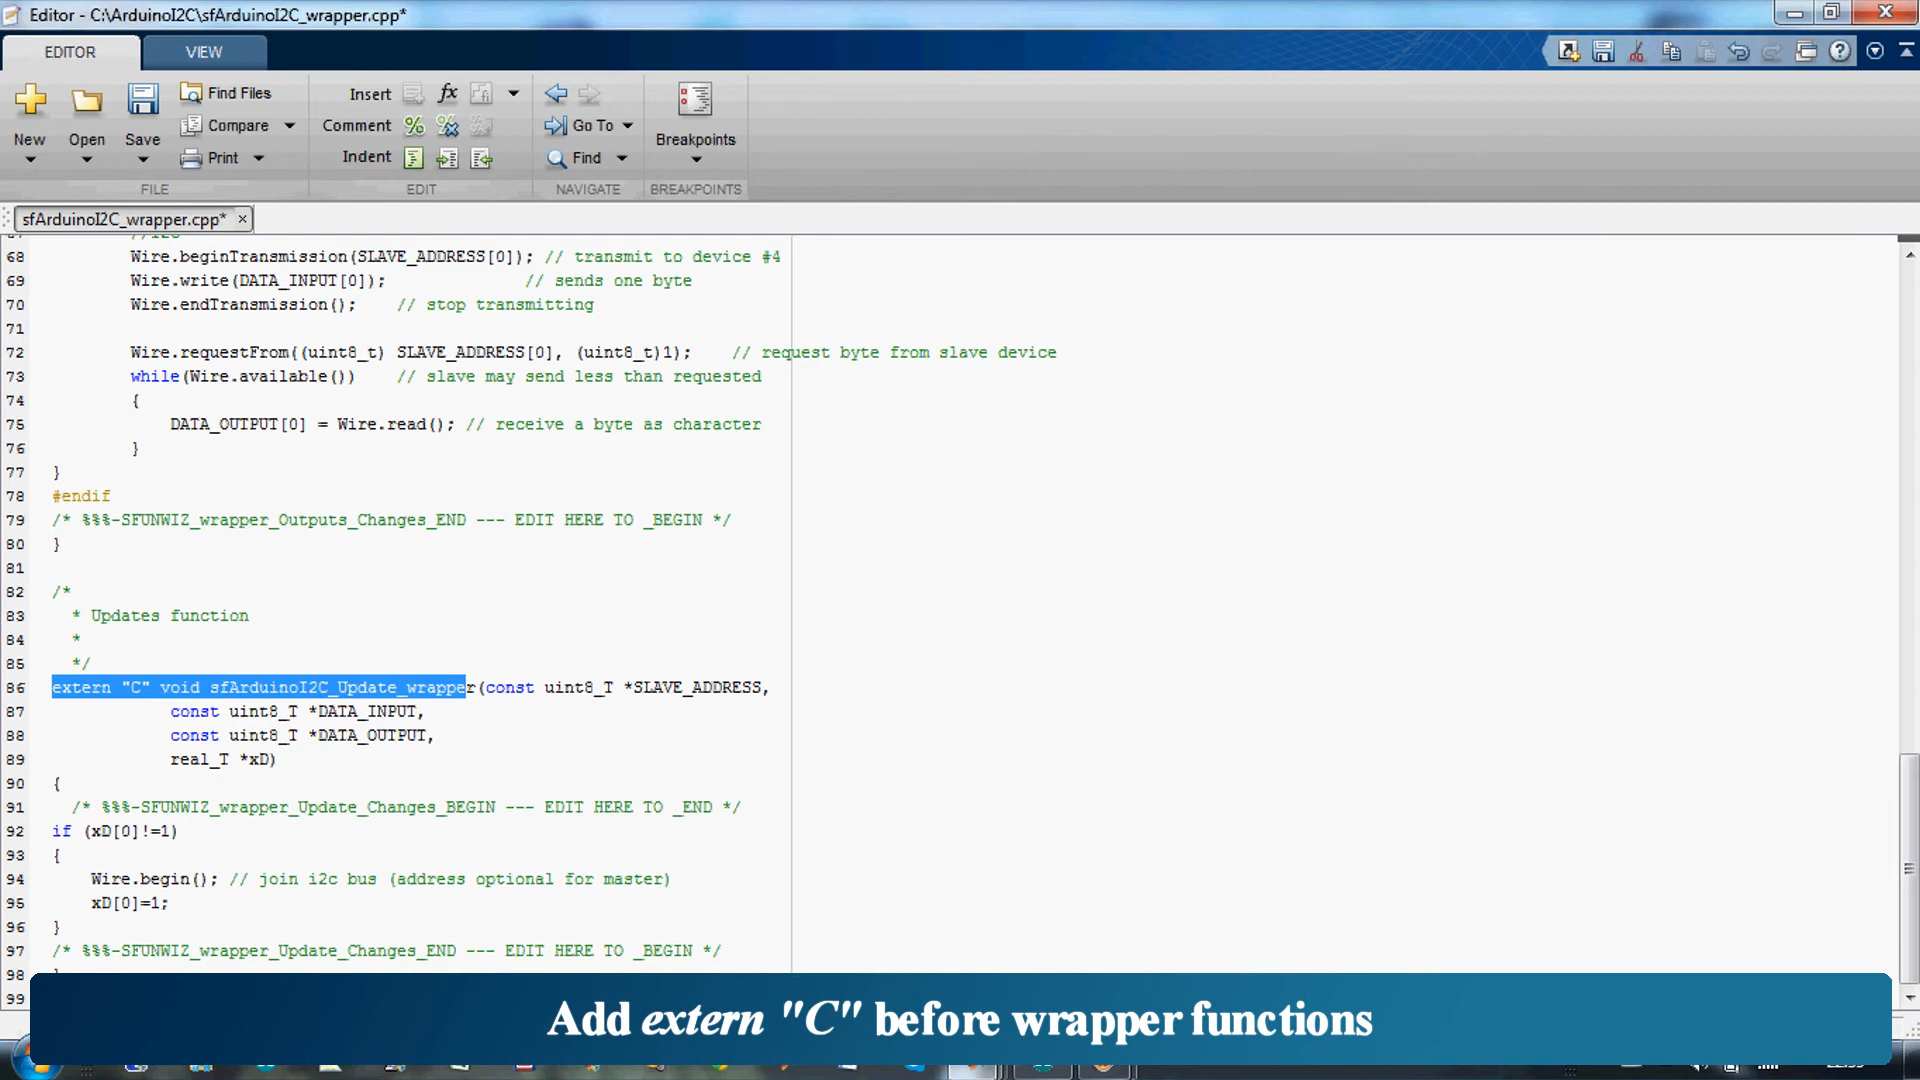 Editor - C:\ArduinoI2C\sfArduinoI2C_wrapper.cpp*
EDITOR
VIEW
New
Open
Save
Find Files
Compare
Print
FILE
Insert
Comment
Indent
EDIT
Go To
Find
NAVIGATE
Breakpoints
BREAKPOINTS
sfArduinoI2C_wrapper.cpp*
68 Wire.beginTransmission(SLAVE_ADDRESS[0]); // transmit to device #4
69 Wire.write(DATA_INPUT[0]); // sends one byte
70 Wire.endTransmission(); // stop transmitting
71
72 Wire.requestFrom((uint8_t) SLAVE_ADDRESS[0], (uint8_t)1); // request byte from slave device
73 while(Wire.available()) // slave may send less than requested
74 {
75 DATA_OUTPUT[0] = Wire.read(); // receive a byte as character
76 }
77 }
78 #endif
79 /* %%%-SFUNWIZ_wrapper_Outputs_Changes_END --- EDIT HERE TO _BEGIN */
80 }
81
82 /*
83 * Updates function
84 *
85 */
86 extern "C" void sfArduinoI2C_Update_wrapper(const uint8_T *SLAVE_ADDRESS,
87 const uint8_T *DATA_INPUT,
88 const uint8_T *DATA_OUTPUT,
89 real_T *xD)
90 {
91 /* %%%-SFUNWIZ_wrapper_Update_Changes_BEGIN --- EDIT HERE TO _END */
92 if (xD[0]!=1)
93 {
94 Wire.begin(); // join i2c bus (address optional for master)
95 xD[0]=1;
96 }
97 /* %%%-SFUNWIZ_wrapper_Update_Changes_END --- EDIT HERE TO _BEGIN */
98
99
Add extern "C" before wrapper functions